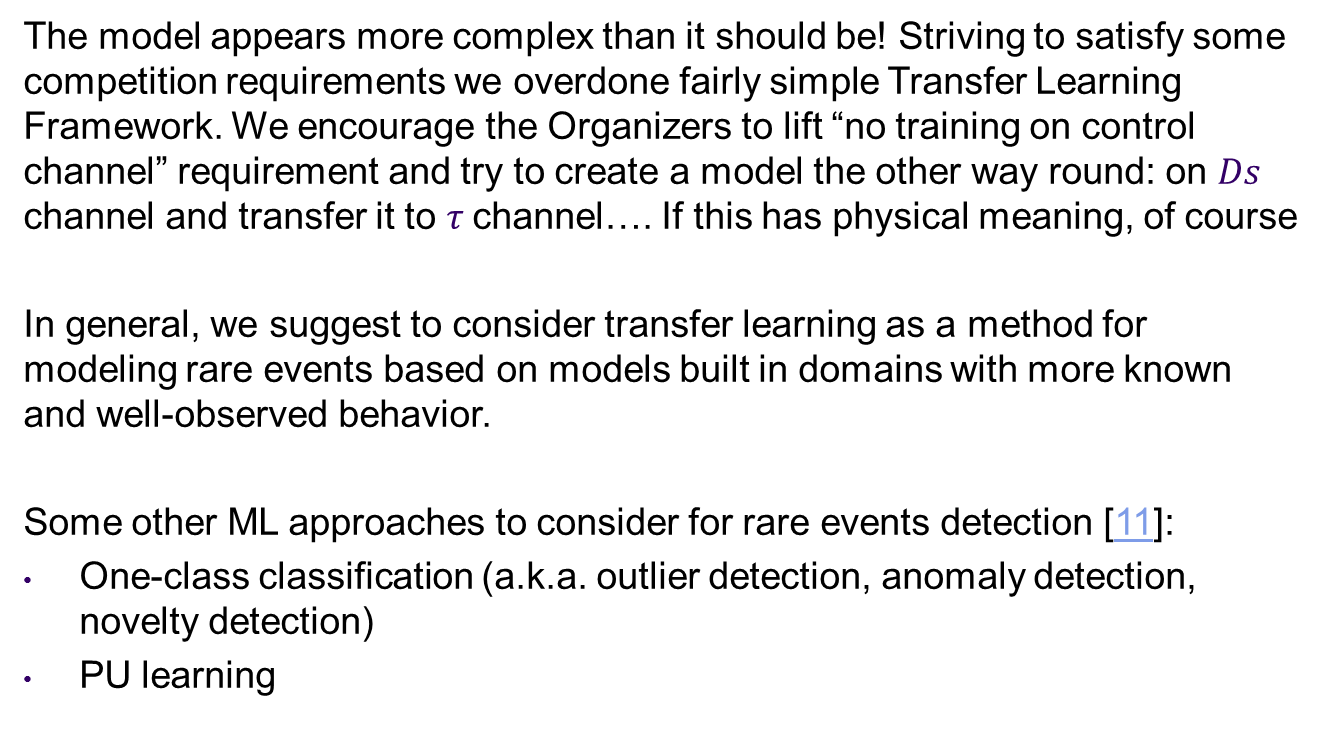 The model appears more complex than it should be! Striving to satisfy some
competition requirements we overdone fairly simple Transfer Learning
Framework. We encourage the Organizers to lift “no training on control
channel” requirement and try to create a model the other way round: on Ds
channel and transfer it to τ channel…. If this has physical meaning, of course
In general, we suggest to consider transfer learning as a method for
modeling rare events based on models built in domains with more known
and well-observed behavior.
Some other ML approaches to consider for rare events detection [11]:
• One-class classification (a.k.a. outlier detection, anomaly detection,
novelty detection)
• PU learning